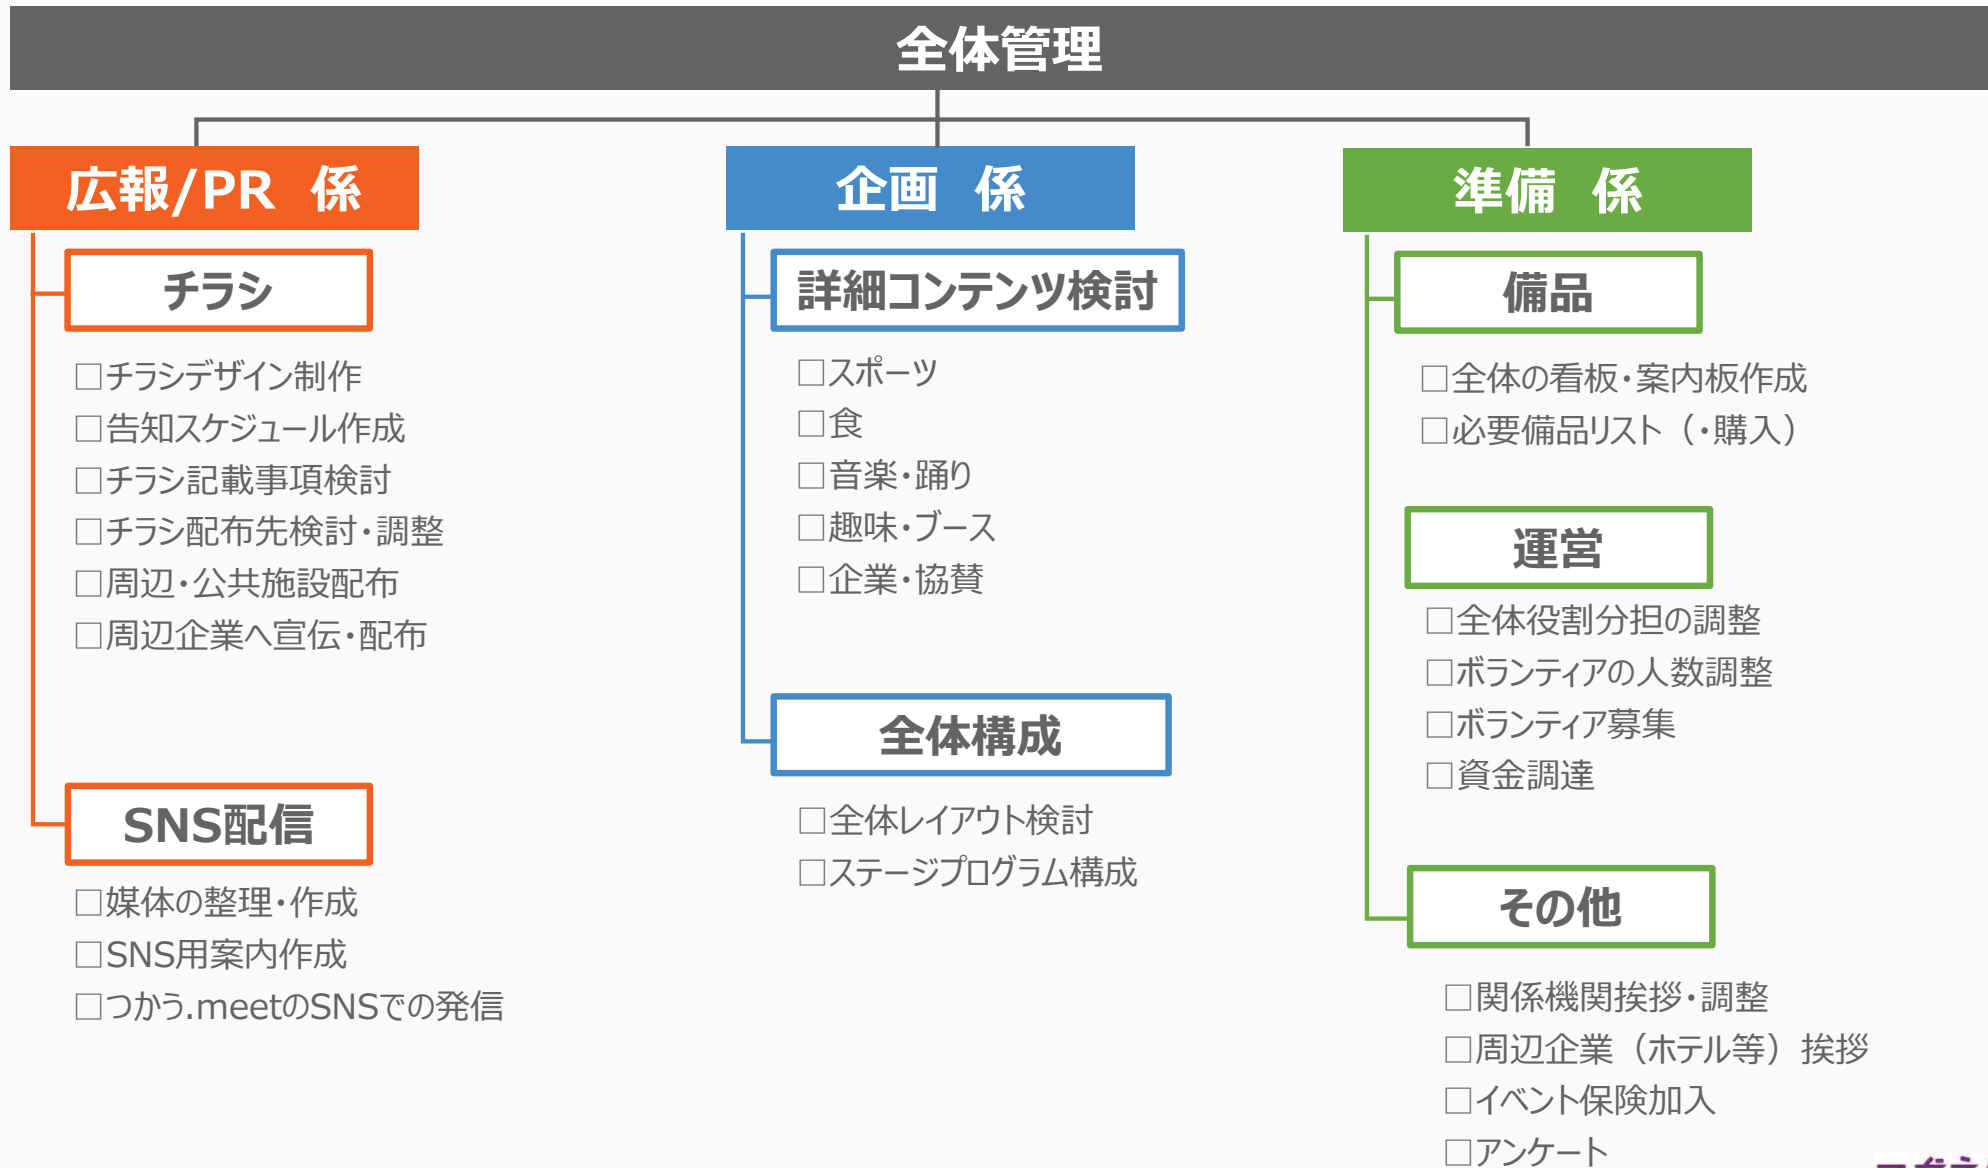 全体管理
広報/PR 係
チラシ
□チラシデザイン制作
□告知スケジュール作成
□チラシ記載事項検討
□チラシ配布先検討・調整
□周辺・公共施設配布
□周辺企業へ宣伝・配布
SNS配信
□媒体の整理・作成
□SNS用案内作成
□つかう.meetのSNSでの発信
企画 係
詳細コンテンツ検討
□スポーツ
□食
□音楽・踊り
□趣味・ブース
□企業・協賛
全体構成
□全体レイアウト検討
□ステージプログラム構成
準備 係
備品
□全体の看板・案内板作成
□必要備品リスト（・購入）
運営
□全体役割分担の調整
□ボランティアの人数調整
□ボランティア募集
□資金調達
その他
□関係機関挨拶・調整
□周辺企業（ホテル等）挨拶
□イベント保険加入
□アンケート